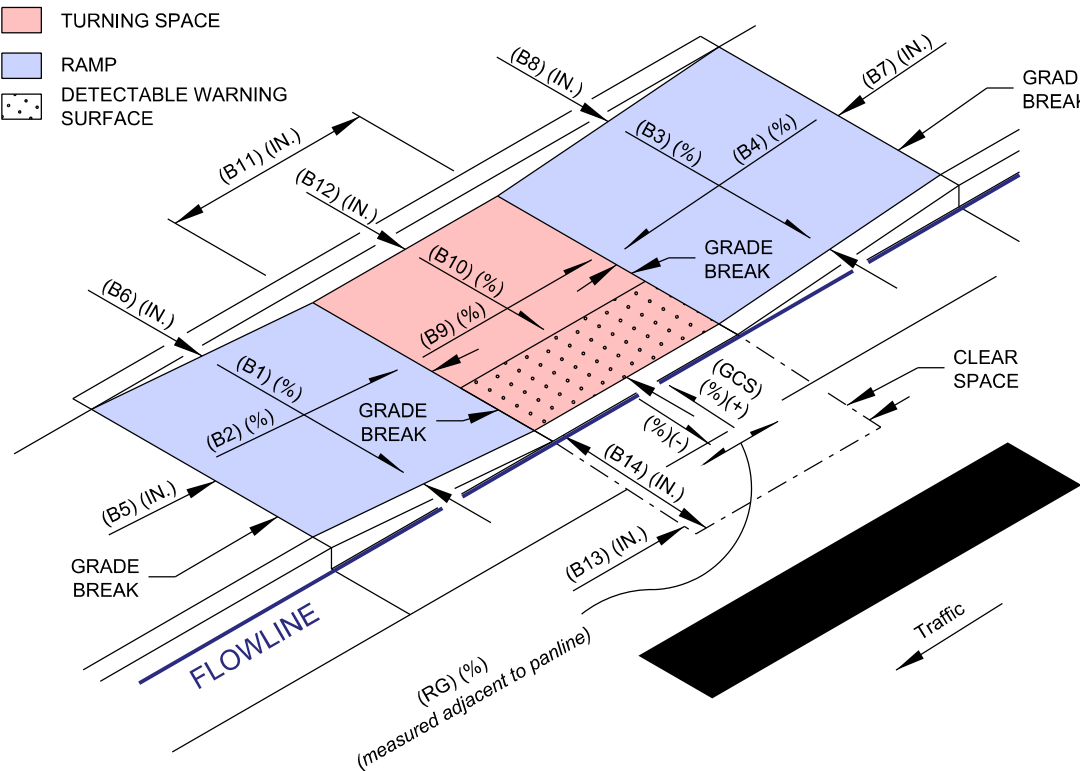 TURNING SPACE
RAMP
DETECTABLE WARNING
SURFACE
(B8) (IN.)
(B7) (IN.)
GRAD
BREAK
(B11) (IN.)
(B3) (%)
(B4) (%)
(B12) (IN.)
GRADE
BREAK
(B10) (%)
(B9) (%)
(B6) (IN.)
(B1) (%)
(B2) (%)
GRADE
BREAK
(GCS)
(%)(+)
(%)(-)
CLEAR
SPACE
(B14) (IN.)
(B5) (IN.)
(B13) (IN.)
GRADE
BREAK
FLOWLINE
Traffic
(RG) (%)
(measured adjacent to panline)